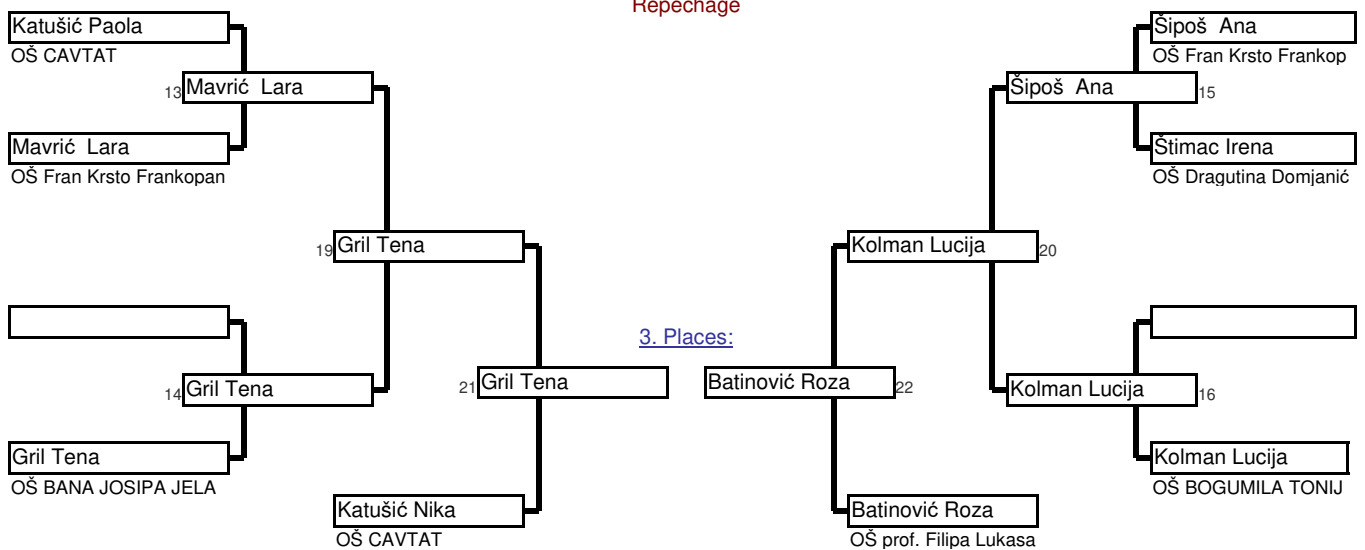 Repechage
Katušić Paola
OŠ CAVTAT
Šipoš Ana
OŠ Fran Krsto Frankop
13 Mavrić Lara
Šipoš Ana 15
Mavrić Lara
OŠ Fran Krsto Frankopan
Štimac Irena
OŠ Dragutina Domjanić
19 Gril Tena
Kolman Lucija 20
3. Places:
14 Gril Tena
21 Gril Tena
Batinović Roza 22
Kolman Lucija 16
Gril Tena
OŠ BANA JOSIPA JELA
Kolman Lucija
OŠ BOGUMILA TONIJ
Katušić Nika
OŠ CAVTAT
Batinović Roza
OŠ prof. Filipa Lukasa